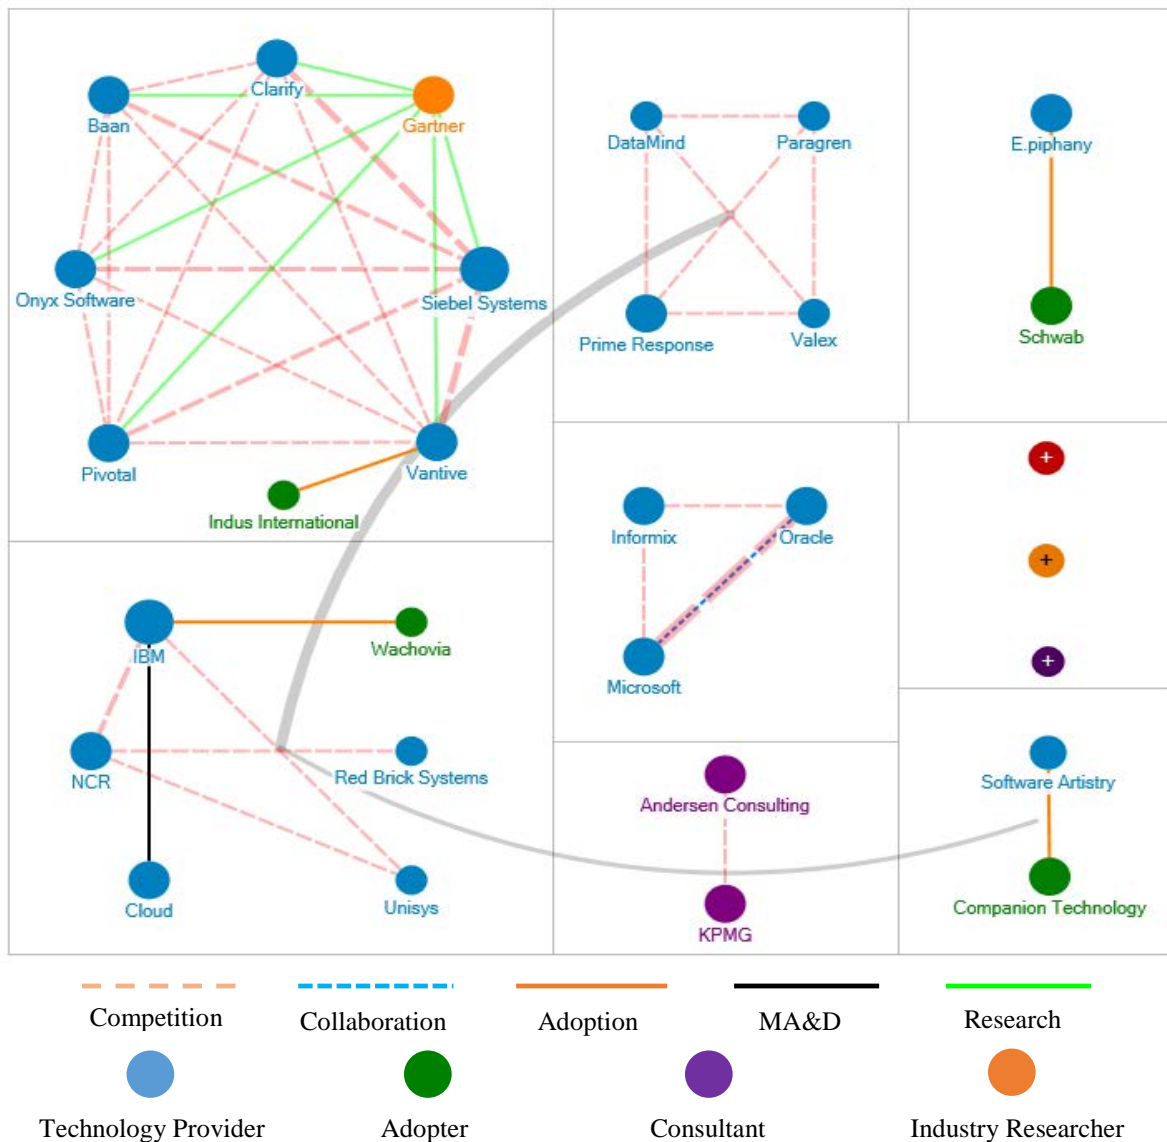 Clarify
Baan
Gartner
Onyx Software
Siebel Systems
Pivotal
Vantive
Indus International
DataMind
Paragren
Prime Response
Valex
E.piphany
Schwab
Informix
Oracle
Microsoft
+
+
+
IBM
Wachovia
NCR
Red Brick Systems
Cloud
Unisys
Andersen Consulting
KPMG
Software Artistry
Companion Technology
Competition
Collaboration
Adoption
MA&D
Research
Technology Provider
Adopter
Consultant
Industry Researcher